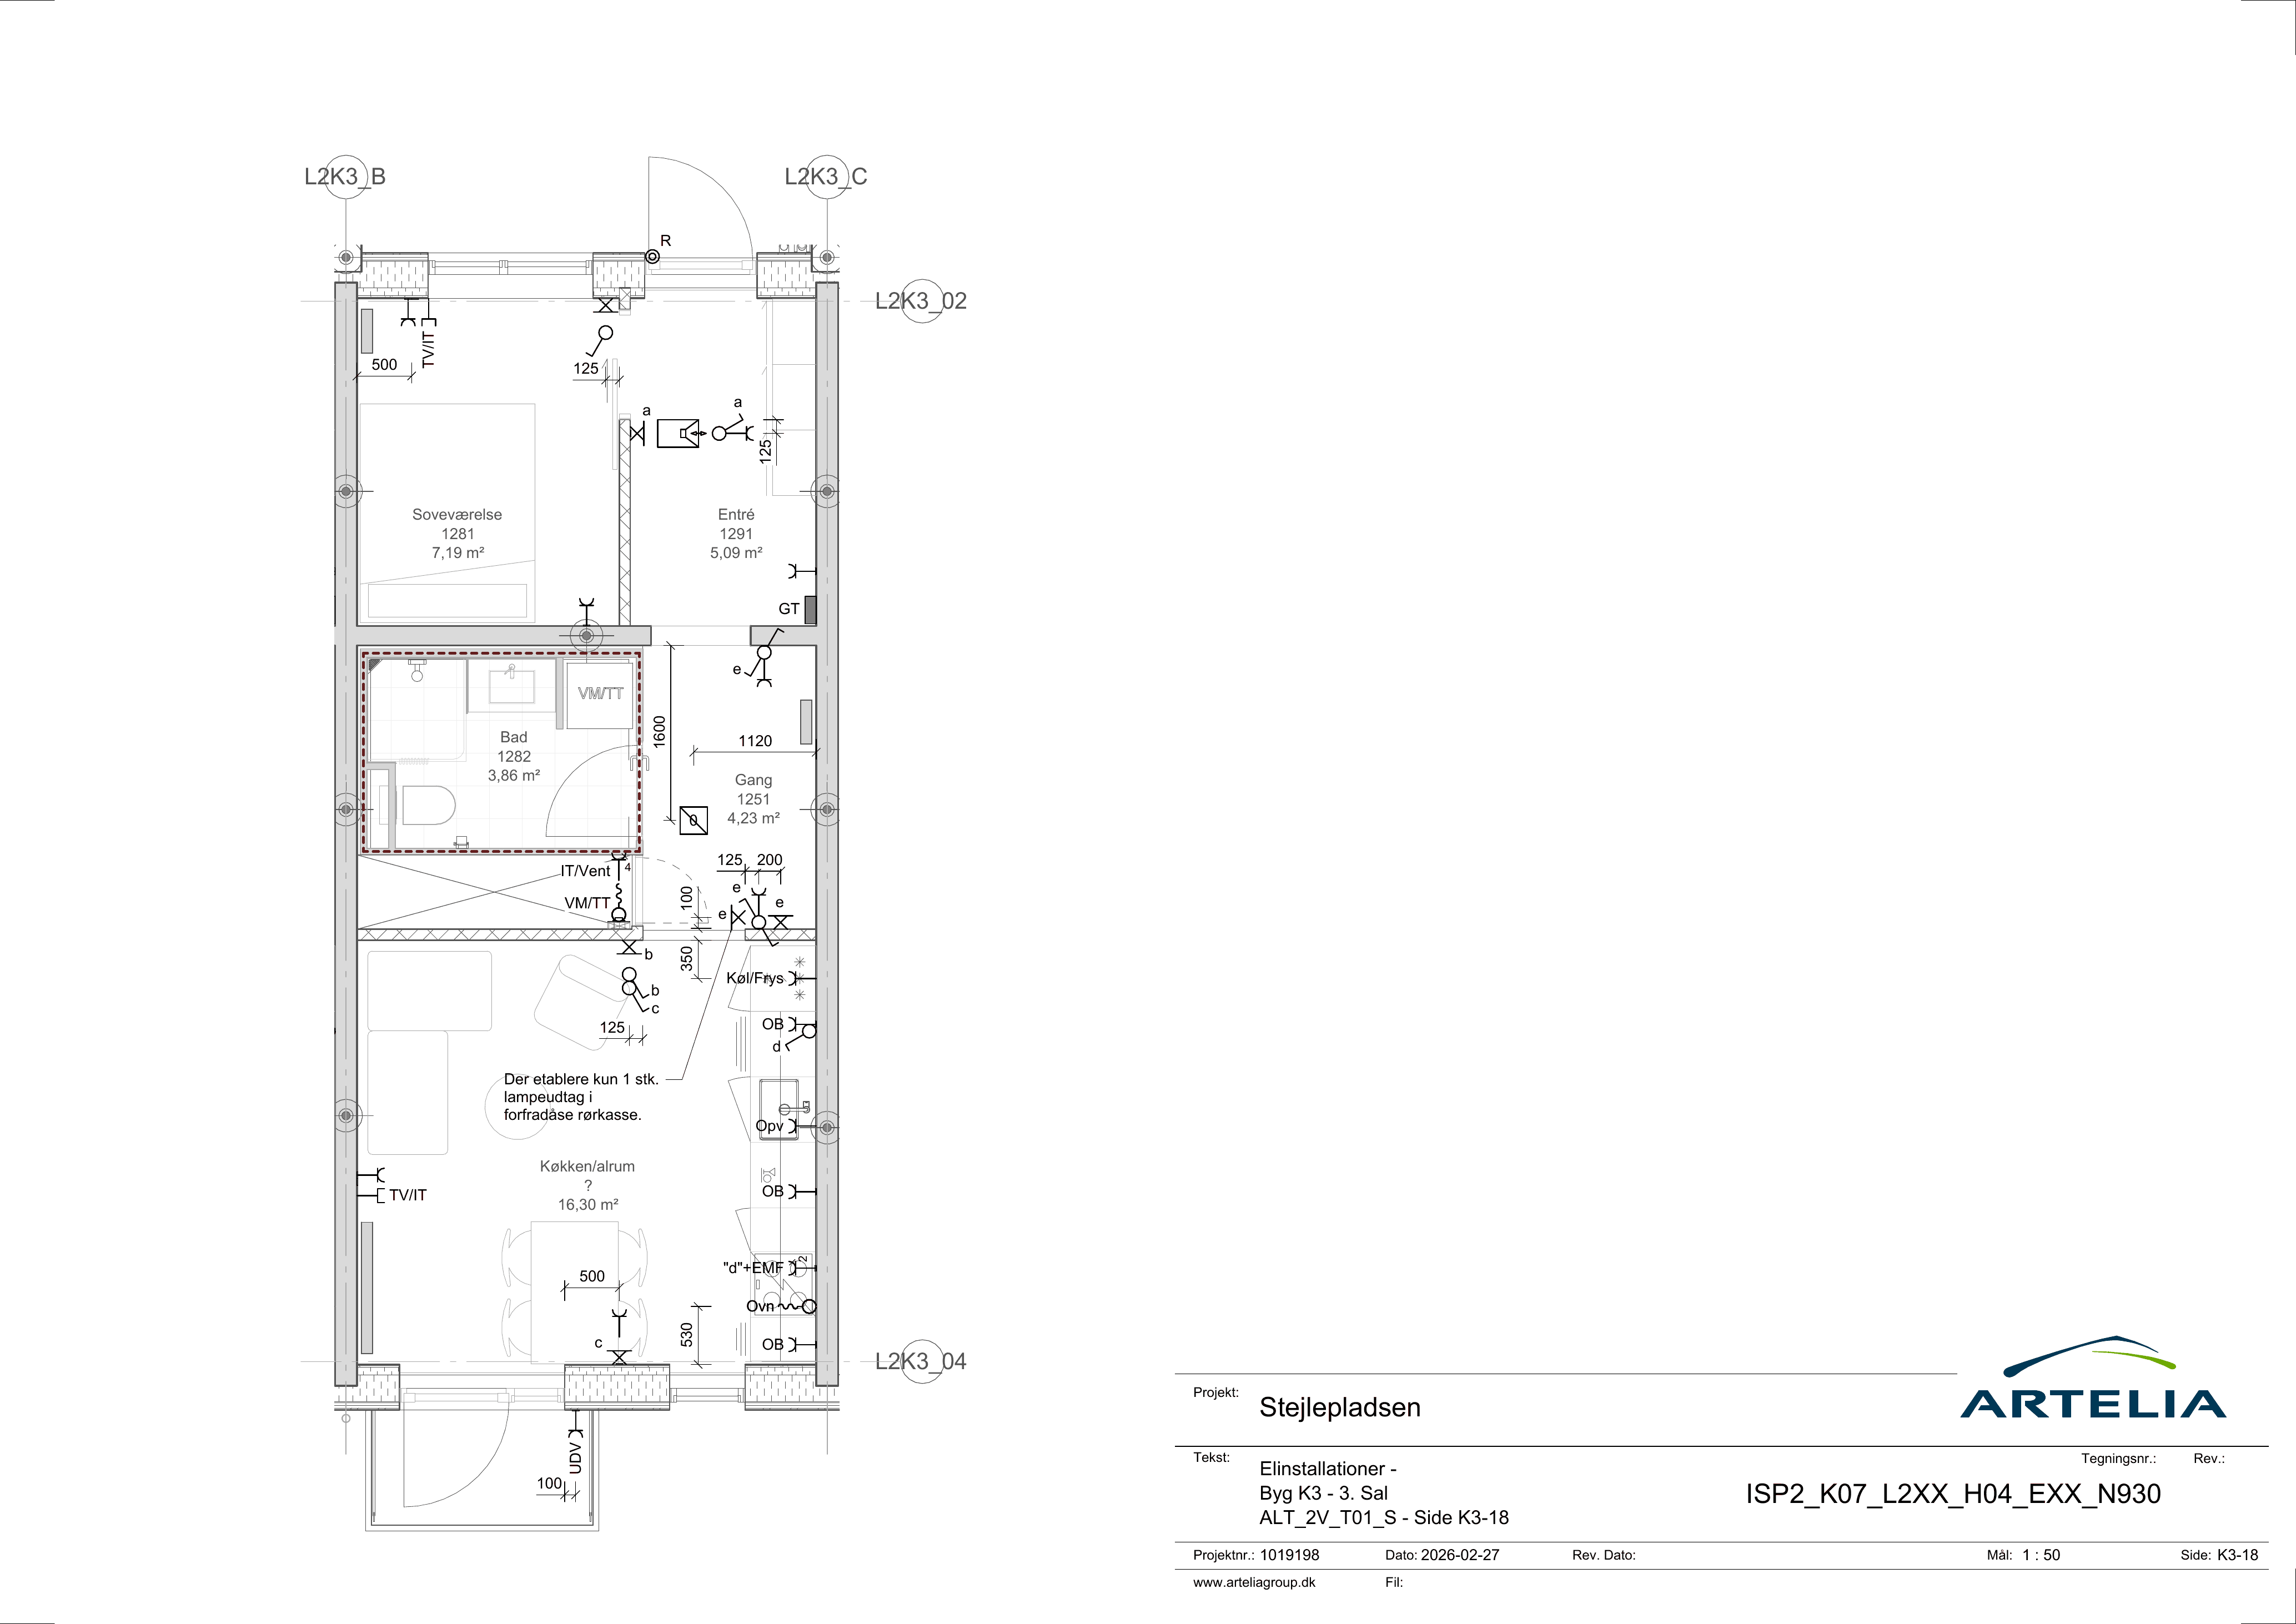 L2K3_B
L2K3_C
R
L2K3_02
TV/IT
500
125
a
a
125
Soveværelse
1281
7,19 m²
Entré
1291
5,09 m²
GT
e
VM/TT
1600
1120
Bad
1282
3,86 m²
Gang
1251
4,23 m²
0
125
200
IT/Vent
4
VM/TT
100
e
e
e
b
350
Køl/Frys
b
c
125
OB
d
Der etablere kun 1 stk.
lampeudtag i
forfradåse rørkasse.
Opv
Køkken/alrum
?
16,30 m²
TV/IT
OB
"d"+EMF
2
500
Ovn
530
c
OB
L2K3_04
UDV
100
ARTELIA
Projekt:
Stejlepladsen
Tekst:
Elinstallationer -
Byg K3 - 3. Sal
ALT_2V_T01_S - Side K3-18
Tegningsnr.:
Rev.:
ISP2_K07_L2XX_H04_EXX_N930
Projektnr.: 1019198
Dato: 2026-02-27
Rev. Dato:
Mål: 1 : 50
Side: K3-18
www.arteliagroup.dk
Fil: